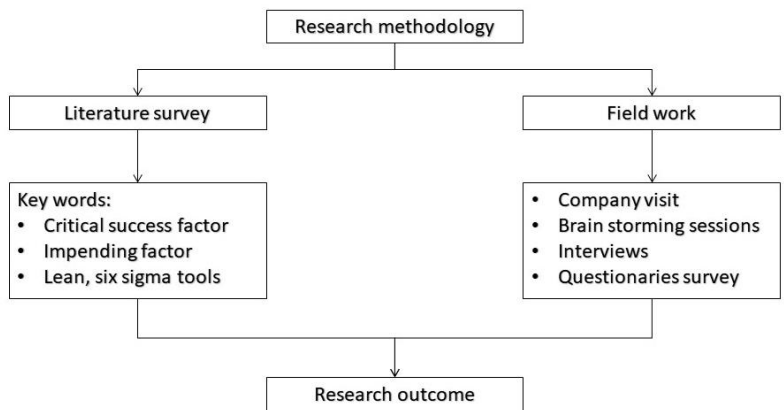 Research methodology
Literature survey
Field work
Key words:
• Critical success factor
• Impending factor
• Lean, six sigma tools
• Company visit
• Brain storming sessions
• Interviews
• Questionaries survey
Research outcome